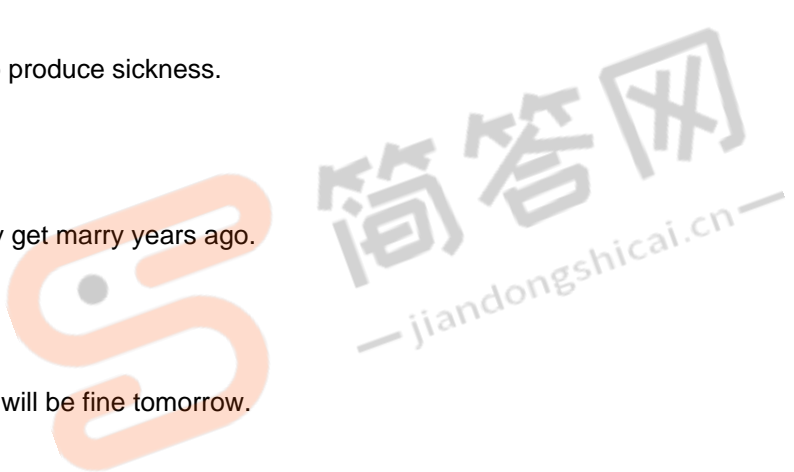 produce sickness.
简答网
y get marry years ago.
jiandongshicai.cn
will be fine tomorrow.